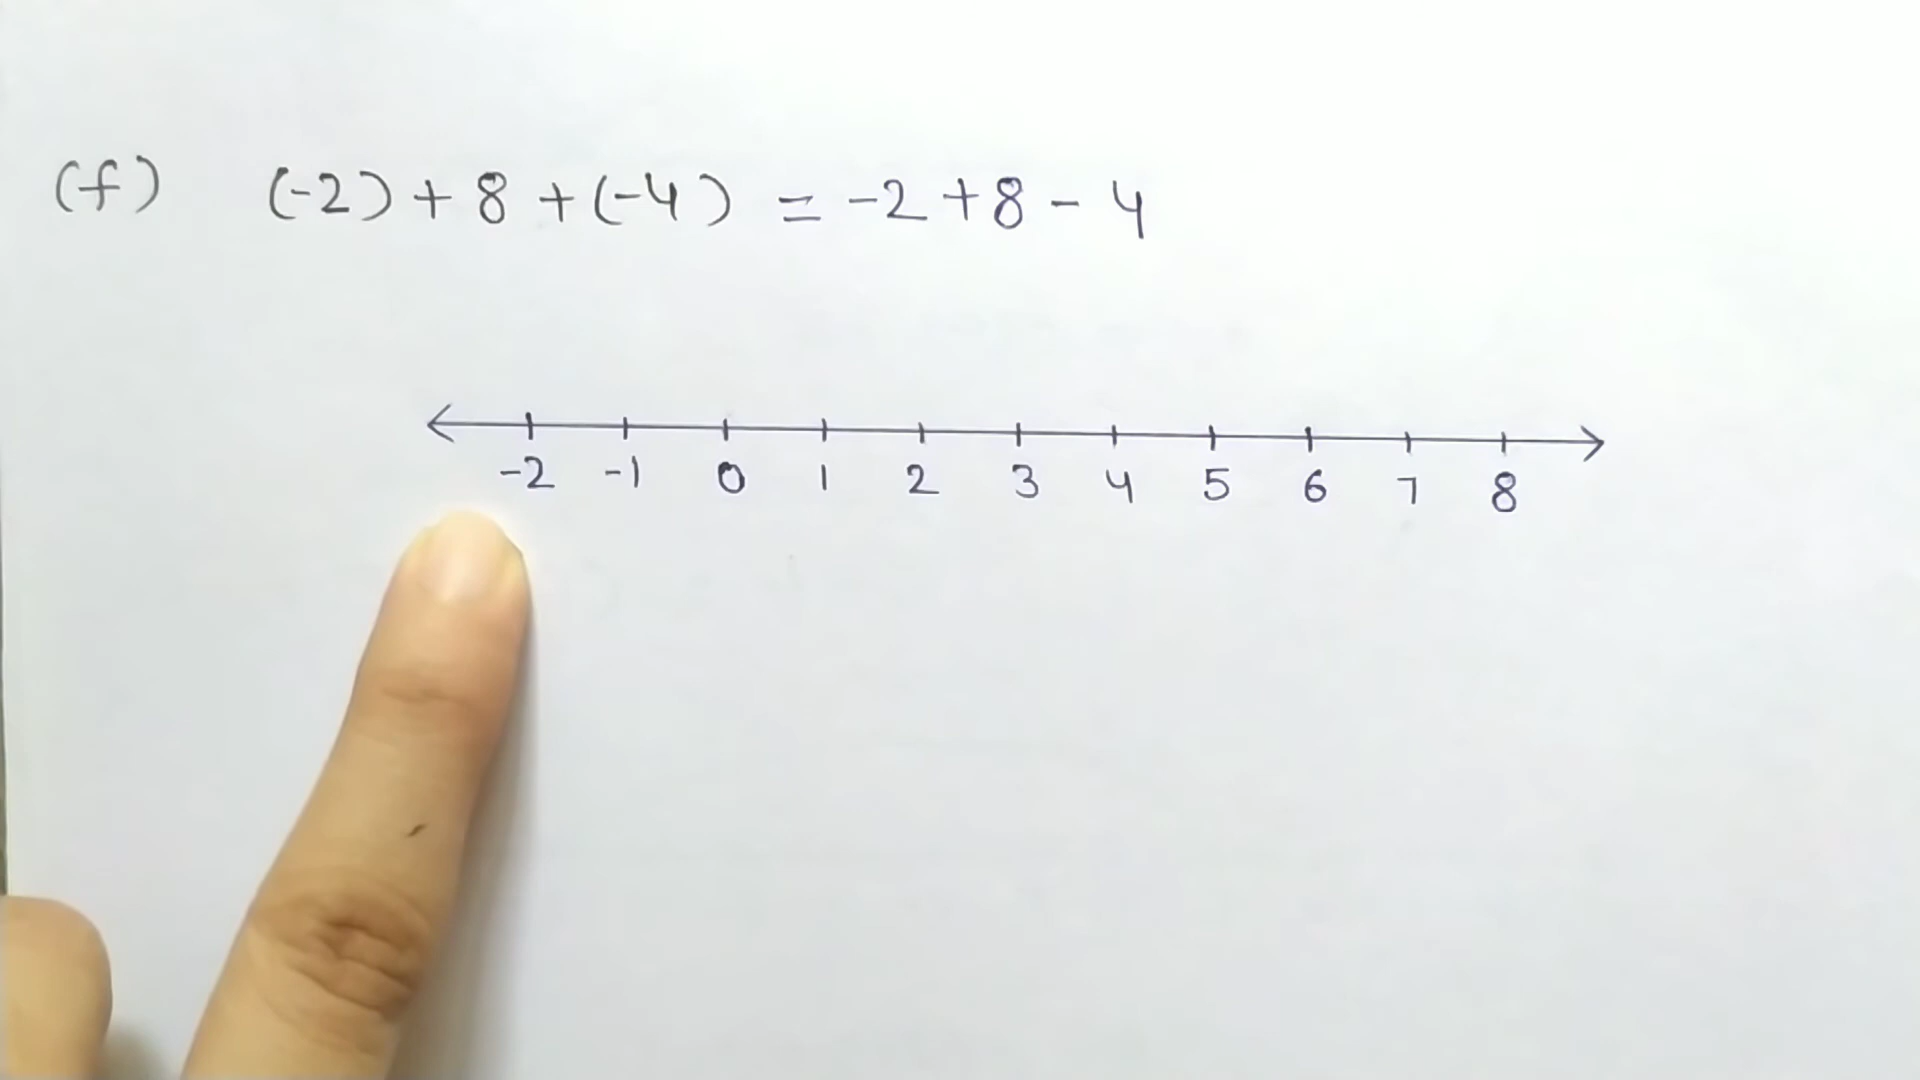 (f) (-2) + 8 + (-4) = -2 + 8 - 4
-2 -1 0 1 2 3 4 5 6 7 8